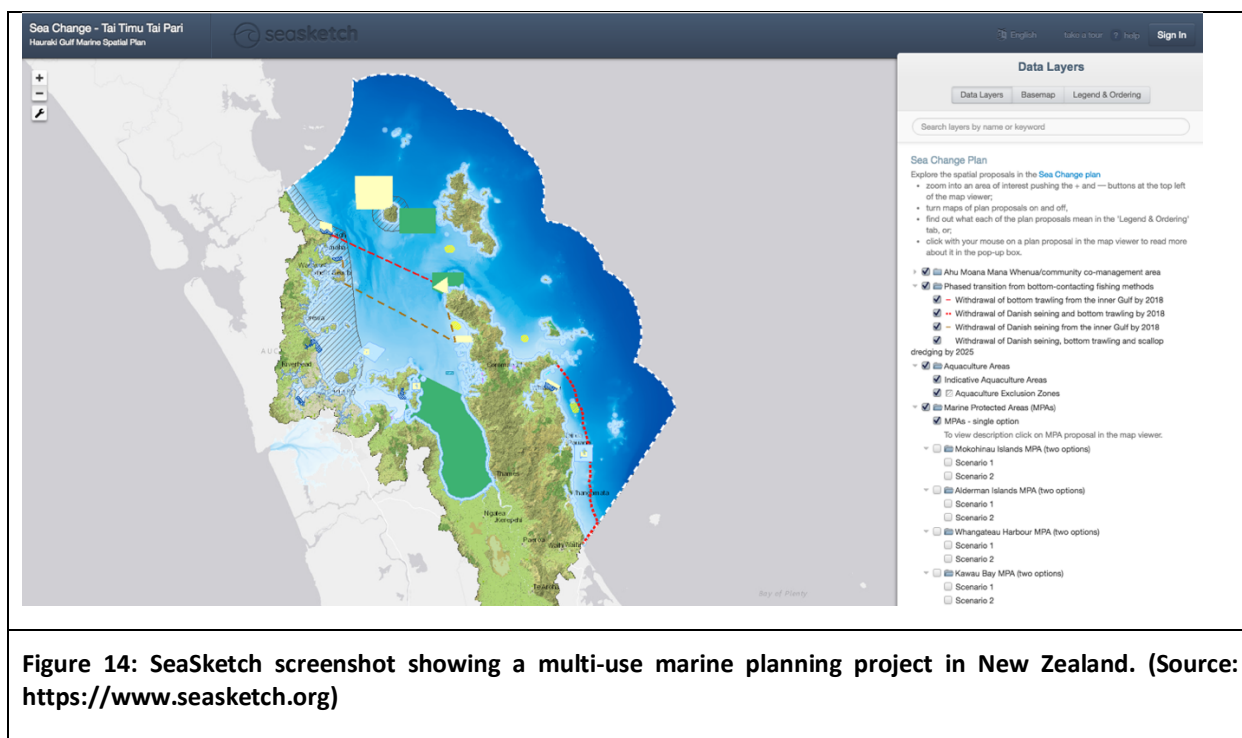 Sea Change - Tai Timu Tai Pari
Hauraki Gulf Marine Spatial Plan
seasketch
English
take a tour
? help
Sign In
+
−
Data Layers
Data Layers
Basemap
Legend & Ordering
Search layers by name or keyword
Sea Change Plan
Explore the spatial proposals in the Sea Change plan
• zoom into an area of interest pushing the + and — buttons at the top left
of the map viewer;
• turn maps of plan proposals on and off,
• find out what each of the plan proposals mean in the 'Legend & Ordering'
tab, or;
• click with your mouse on a plan proposal in the map viewer to read more
about it in the pop-up box.
Ahu Moana Mana Whenua/community co-management area
Phased transition from bottom-contacting fishing methods
Withdrawal of bottom trawling from the inner Gulf by 2018
Withdrawal of Danish seining and bottom trawling by 2018
Withdrawal of Danish seining from the inner Gulf by 2018
Withdrawal of Danish seining, bottom trawling and scallop
dredging by 2025
Aquaculture Areas
Indicative Aquaculture Areas
Aquaculture Exclusion Zones
Marine Protected Areas (MPAs)
MPAs - single option
To view description click on MPA proposal in the map viewer.
Mokohinau Islands MPA (two options)
Scenario 1
Scenario 2
Alderman Islands MPA (two options)
Scenario 1
Scenario 2
Whangateau Harbour MPA (two options)
Scenario 1
Scenario 2
Kawau Bay MPA (two options)
Scenario 1
Scenario 2
Riverhead
Thames
Ngatea
Bay of Plenty
Figure 14: SeaSketch screenshot showing a multi-use marine planning project in New Zealand. (Source:
https://www.seasketch.org)